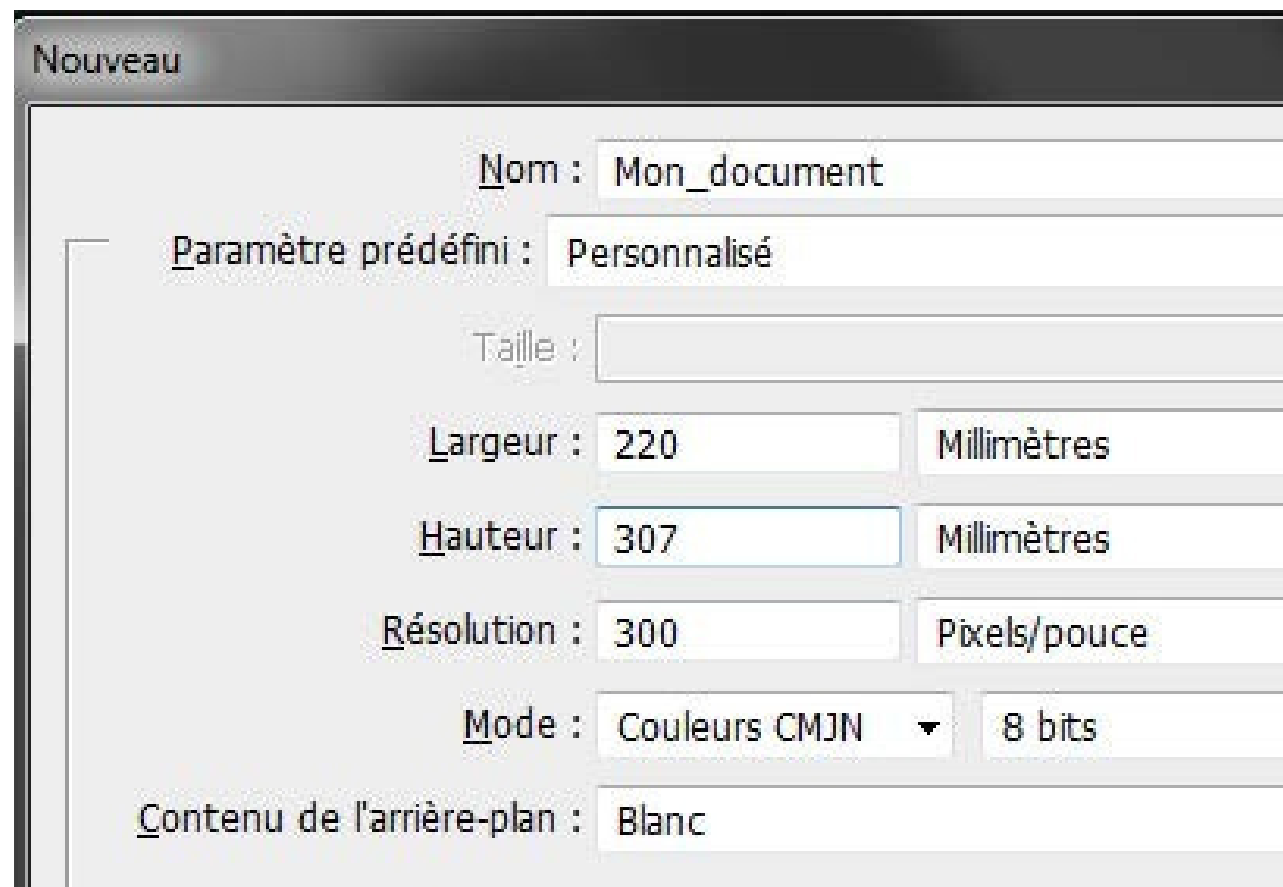 Nouveau
Nom : Mon_document
Paramètre prédéfini : Personnalisé
Taille :
Largeur : 220 Millimètres
Hauteur : 307 Millimètres
Résolution : 300 Pixels/pouce
Mode : Couleurs CMJN 8 bits
Contenu de l'arrière-plan : Blanc